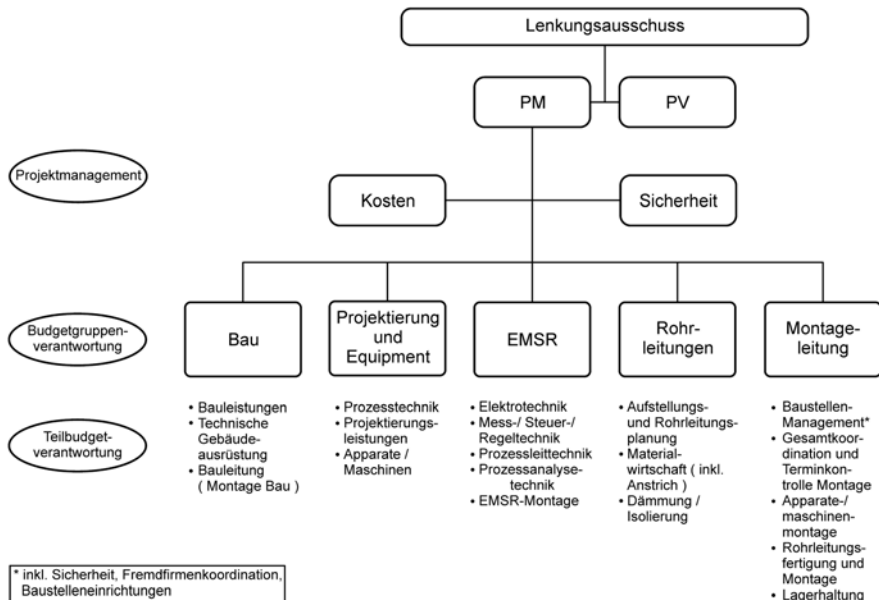 Lenkungsausschuss
PM
PV
Projektmanagement
Kosten
Sicherheit
Budgetgruppen-
verantwortung
Bau
Projektierung
und
Equipment
EMSR
Rohr-
leitungen
Montage-
leitung
Teilbudget-
verantwortung
• Bauleistungen
• Technische
Gebäude-
ausrüstung
• Bauleitung
( Montage Bau )
• Prozesstechnik
• Projektierungs-
leistungen
• Apparate /
Maschinen
• Elektrotechnik
• Mess-/ Steuer-/
Regeltechnik
• Prozessleittechnik
• Prozessanalyse-
technik
• EMSR-Montage
• Aufstellungs-
und Rohrleitungs-
planung
• Material-
wirtschaft ( inkl.
Anstrich )
• Dämmung /
Isolierung
• Baustellen-
Management*
• Gesamtkoor-
dination und
Terminkon-
trolle Montage
• Apparate-/
maschinen-
montage
• Rohrleitungs-
fertigung und
Montage
• Lagerhaltung
* inkl. Sicherheit, Fremdfirmenkoordination,
Baustelleneinrichtungen